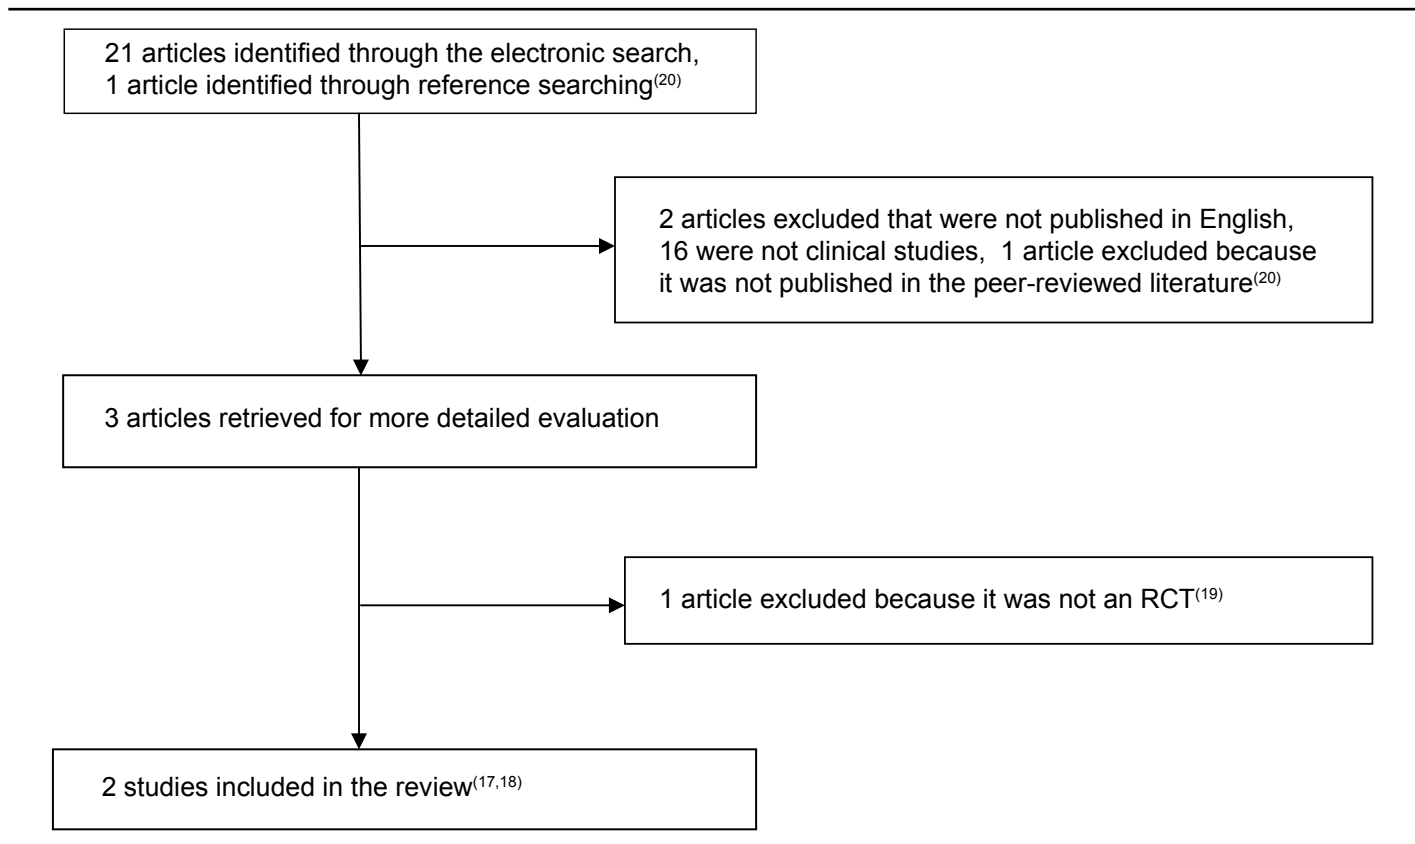 21 articles identified through the electronic search,
1 article identified through reference searching(20)
2 articles excluded that were not published in English,
16 were not clinical studies,  1 article excluded because
it was not published in the peer-reviewed literature(20)
3 articles retrieved for more detailed evaluation
1 article excluded because it was not an RCT(19)
2 studies included in the review(17,18)